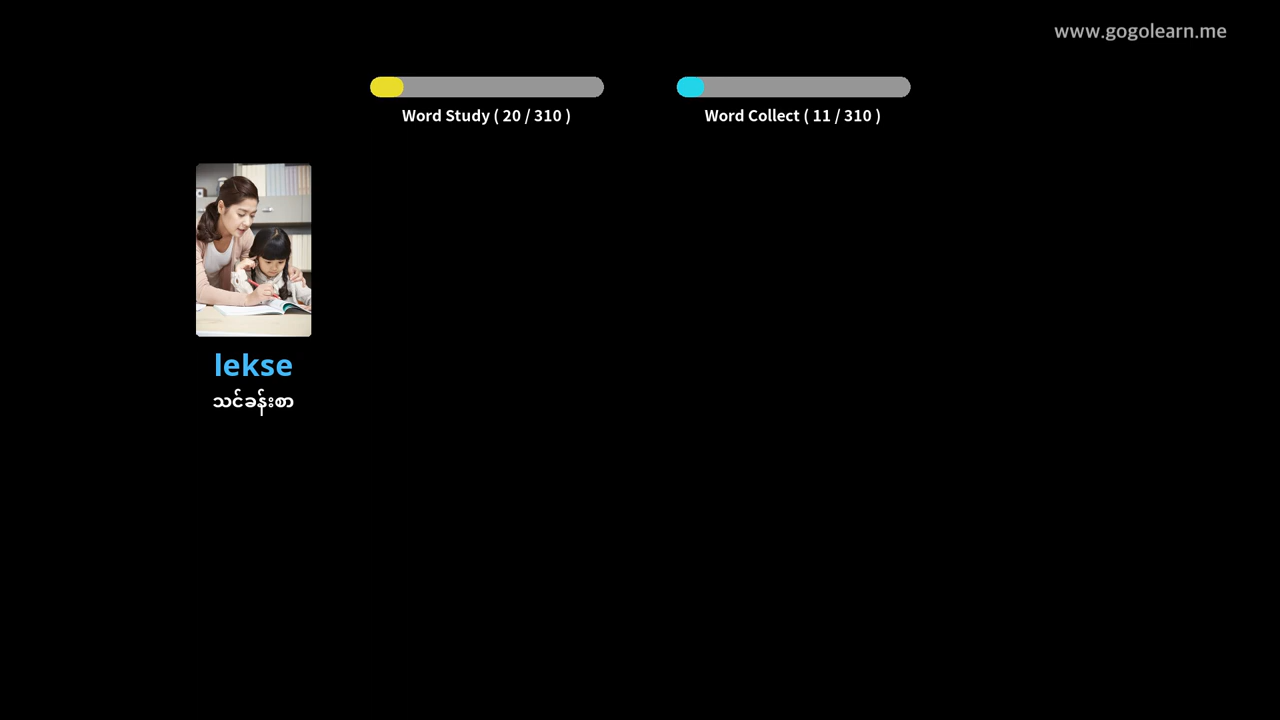 www.gogolearn.me
Word Study ( 20 / 310 )
Word Collect ( 11 / 310 )
lekse
သင်ခန်းစာ